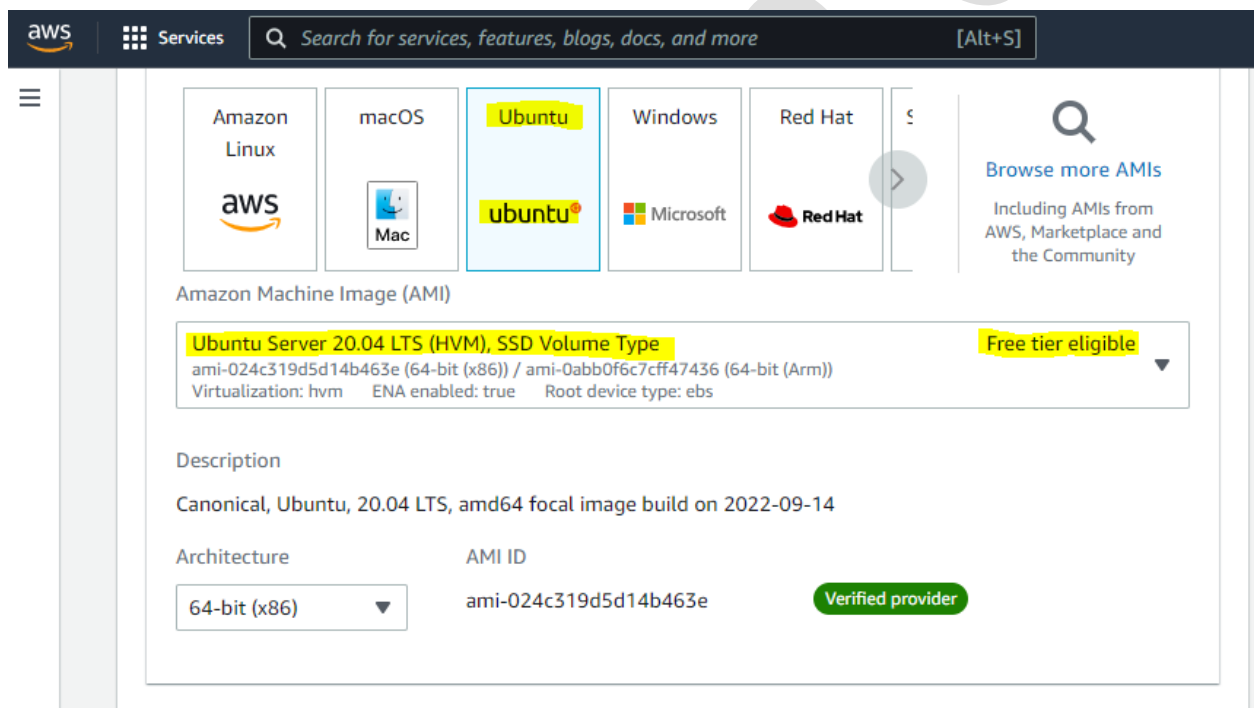 aws
Services
Search for services, features, blogs, docs, and more
[Alt+S]
Amazon
Linux
aws
macOS
Mac
Ubuntu
ubuntu
Windows
Microsoft
Red Hat
Red Hat
S
Browse more AMIs
Including AMIs from
AWS, Marketplace and
the Community
Amazon Machine Image (AMI)
Ubuntu Server 20.04 LTS (HVM), SSD Volume Type
Free tier eligible
ami-024c319d5d14b463e (64-bit (x86)) / ami-0abb0f6c7cff47436 (64-bit (Arm))
Virtualization: hvm ENA enabled: true Root device type: ebs
Description
Canonical, Ubuntu, 20.04 LTS, amd64 focal image build on 2022-09-14
Architecture
AMI ID
64-bit (x86)
ami-024c319d5d14b463e
Verified provider